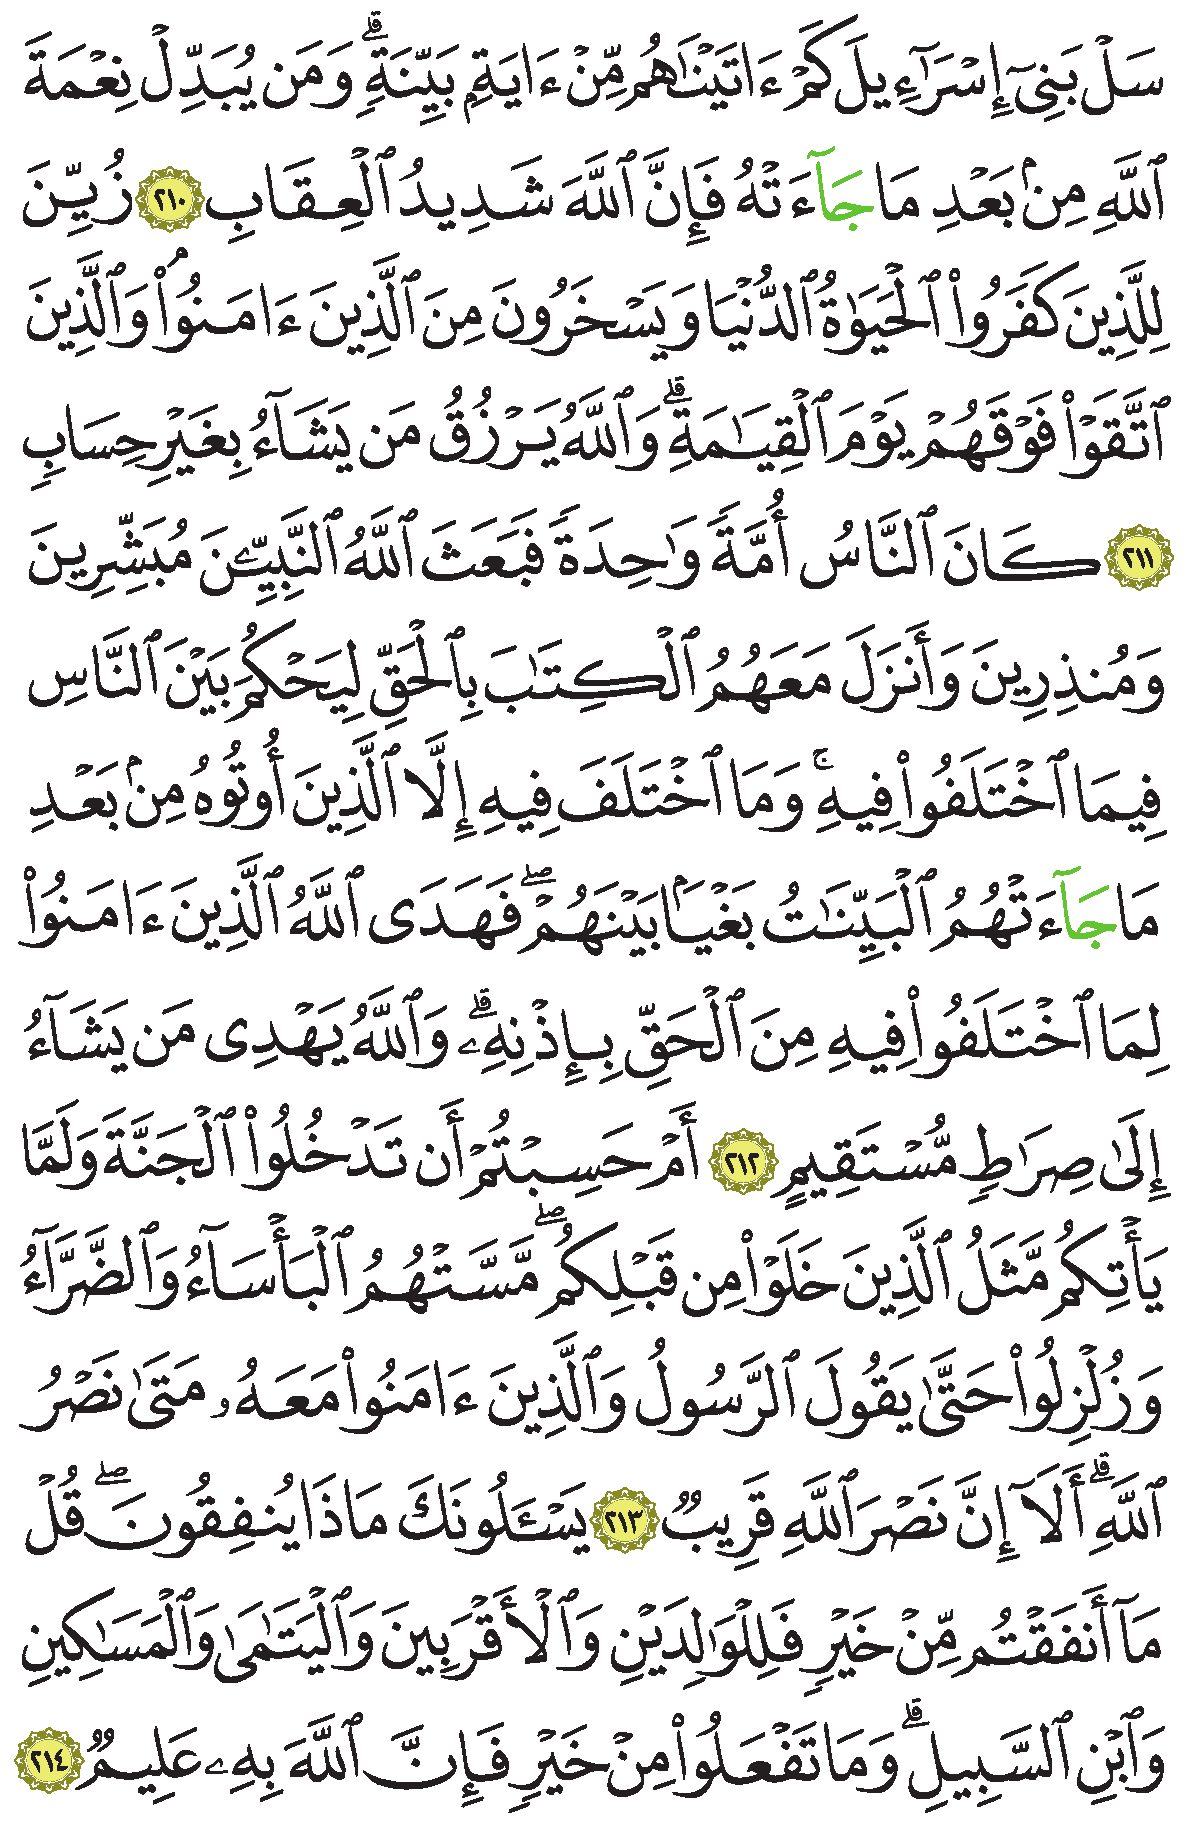 سَلۡ بَنِىٓ إِسۡرَٰٓءِيلَ كَمۡ ءَاتَيۡنَٰهُم مِّنۡ ءَايَةِۭ بَيِّنَةٖۗ وَمَن يُبَدِّلۡ نِعۡمَةَ
ٱللَّهِ مِنۢ بَعۡدِ مَا جَآءَتۡهُ فَإِنَّ ٱللَّهَ شَدِيدُ ٱلۡعِقَابِ ٢١٠ زُيِّنَ
لِلَّذِينَ كَفَرُواْ ٱلۡحَيَوٰةُ ٱلدُّنۡيَا وَيَسۡخَرُونَ مِنَ ٱلَّذِينَ ءَامَنُواْۘ وَٱلَّذِينَ
ٱتَّقَوۡاْ فَوۡقَهُمۡ يَوۡمَ ٱلۡقِيَٰمَةِۗ وَٱللَّهُ يَرۡزُقُ مَن يَشَآءُ بِغَيۡرِ حِسَابٖ
٢١١ كَانَ ٱلنَّاسُ أُمَّةٗ وَٰحِدَةٗ فَبَعَثَ ٱللَّهُ ٱلنَّبِيِّـۧنَ مُبَشِّرِينَ
وَمُنذِرِينَ وَأَنزَلَ مَعَهُمُ ٱلۡكِتَٰبَ بِٱلۡحَقِّ لِيَحۡكُمَ بَيۡنَ ٱلنَّاسِ
فِيمَا ٱخۡتَلَفُواْ فِيهِۚ وَمَا ٱخۡتَلَفَ فِيهِ إِلَّا ٱلَّذِينَ أُوتُوهُ مِنۢ بَعۡدِ
مَا جَآءَتۡهُمُ ٱلۡبَيِّنَٰتُ بَغۡيَۢا بَيۡنَهُمۡۖ فَهَدَى ٱللَّهُ ٱلَّذِينَ ءَامَنُواْ
لِمَا ٱخۡتَلَفُواْ فِيهِ مِنَ ٱلۡحَقِّ بِإِذۡنِهِۦۗ وَٱللَّهُ يَهۡدِى مَن يَشَآءُ
إِلَىٰ صِرَٰطٖ مُّسۡتَقِيمٍ ٢١٢ أَمۡ حَسِبۡتُمۡ أَن تَدۡخُلُواْ ٱلۡجَنَّةَ وَلَمَّا
يَأۡتِكُم مَّثَلُ ٱلَّذِينَ خَلَوۡاْ مِن قَبۡلِكُمۖ مَّسَّتۡهُمُ ٱلۡبَأۡسَآءُ وَٱلضَّرَّآءُ
وَزُلۡزِلُواْ حَتَّىٰ يَقُولَ ٱلرَّسُولُ وَٱلَّذِينَ ءَامَنُواْ مَعَهُۥ مَتَىٰ نَصۡرُ
ٱللَّهِۗ أَلَآ إِنَّ نَصۡرَ ٱللَّهِ قَرِيبٞ ٢١٣ يَسۡـَٔلُونَكَ مَاذَا يُنفِقُونَۖ قُلۡ
مَآ أَنفَقۡتُم مِّنۡ خَيۡرٖ فَلِلۡوَٰلِدَيۡنِ وَٱلۡأَقۡرَبِينَ وَٱلۡيَتَٰمَىٰ وَٱلۡمَسَٰكِينِ
وَٱبۡنِ ٱلسَّبِيلِۗ وَمَا تَفۡعَلُواْ مِنۡ خَيۡرٖ فَإِنَّ ٱللَّهَ بِهِۦ عَلِيمٞ ٢١٤